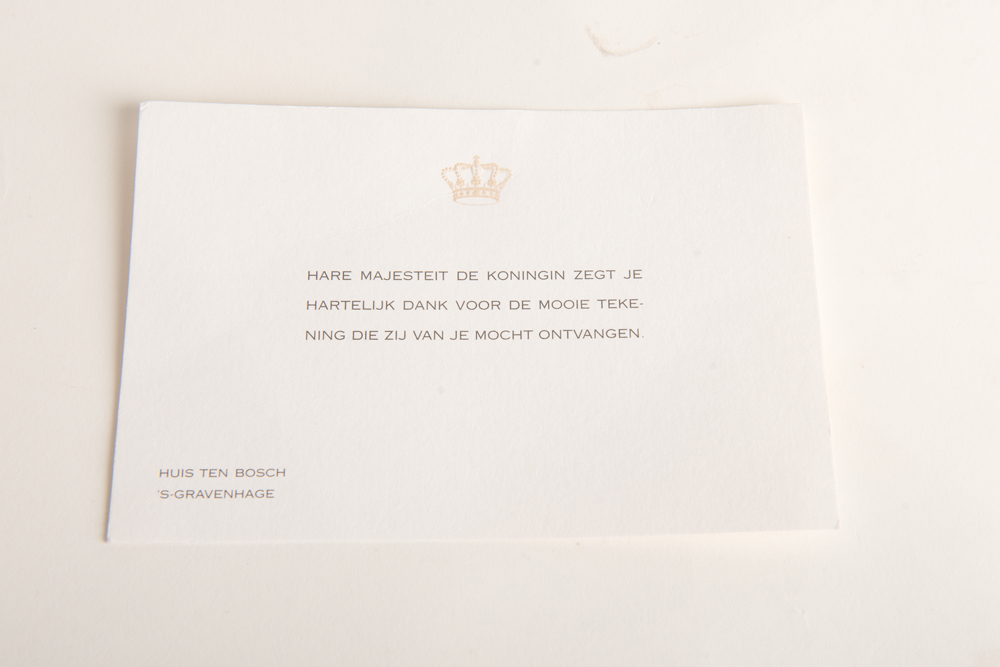 HARE MAJESTEIT DE KONINGIN ZEGT JE
HARTELIJK DANK VOOR DE MOOIE TEKE-
NING DIE ZIJ VAN JE MOCHT ONTVANGEN.
HUIS TEN BOSCH
'S-GRAVENHAGE